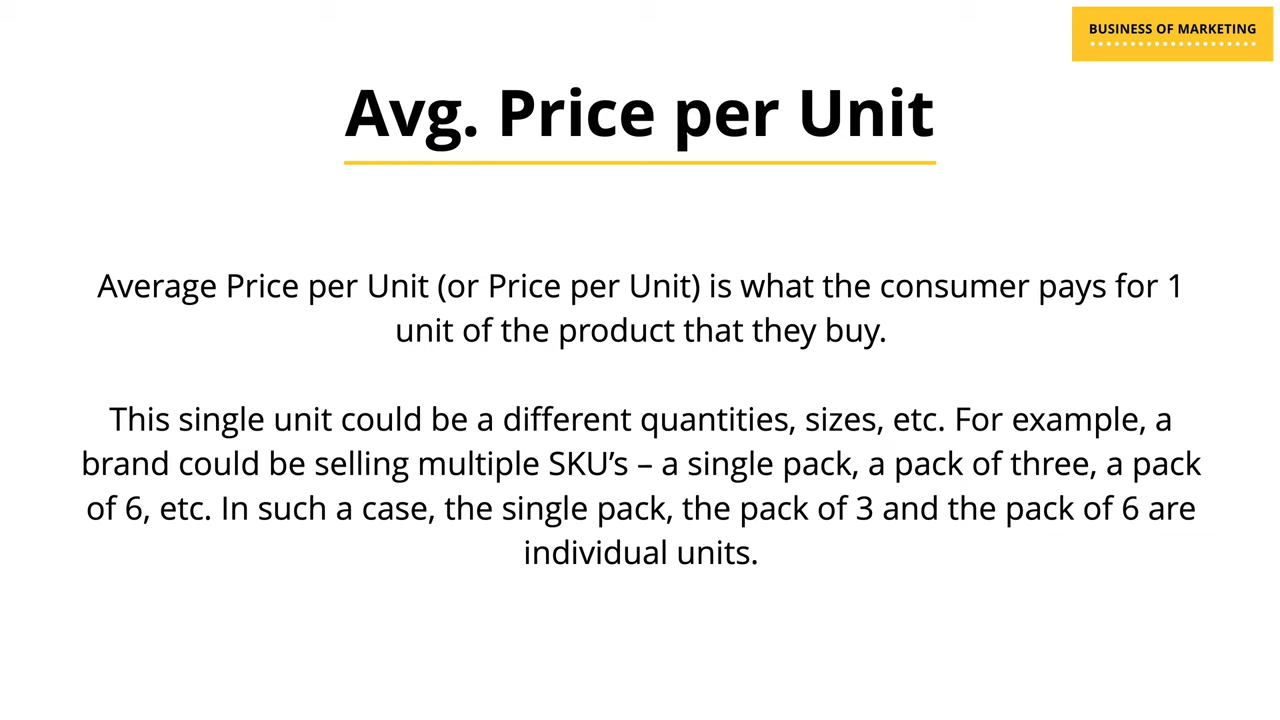 BUSINESS OF MARKETING
Avg. Price per Unit
Average Price per Unit (or Price per Unit) is what the consumer pays for 1
unit of the product that they buy.
This single unit could be a different quantities, sizes, etc. For example, a
brand could be selling multiple SKU’s – a single pack, a pack of three, a pack
of 6, etc. In such a case, the single pack, the pack of 3 and the pack of 6 are
individual units.